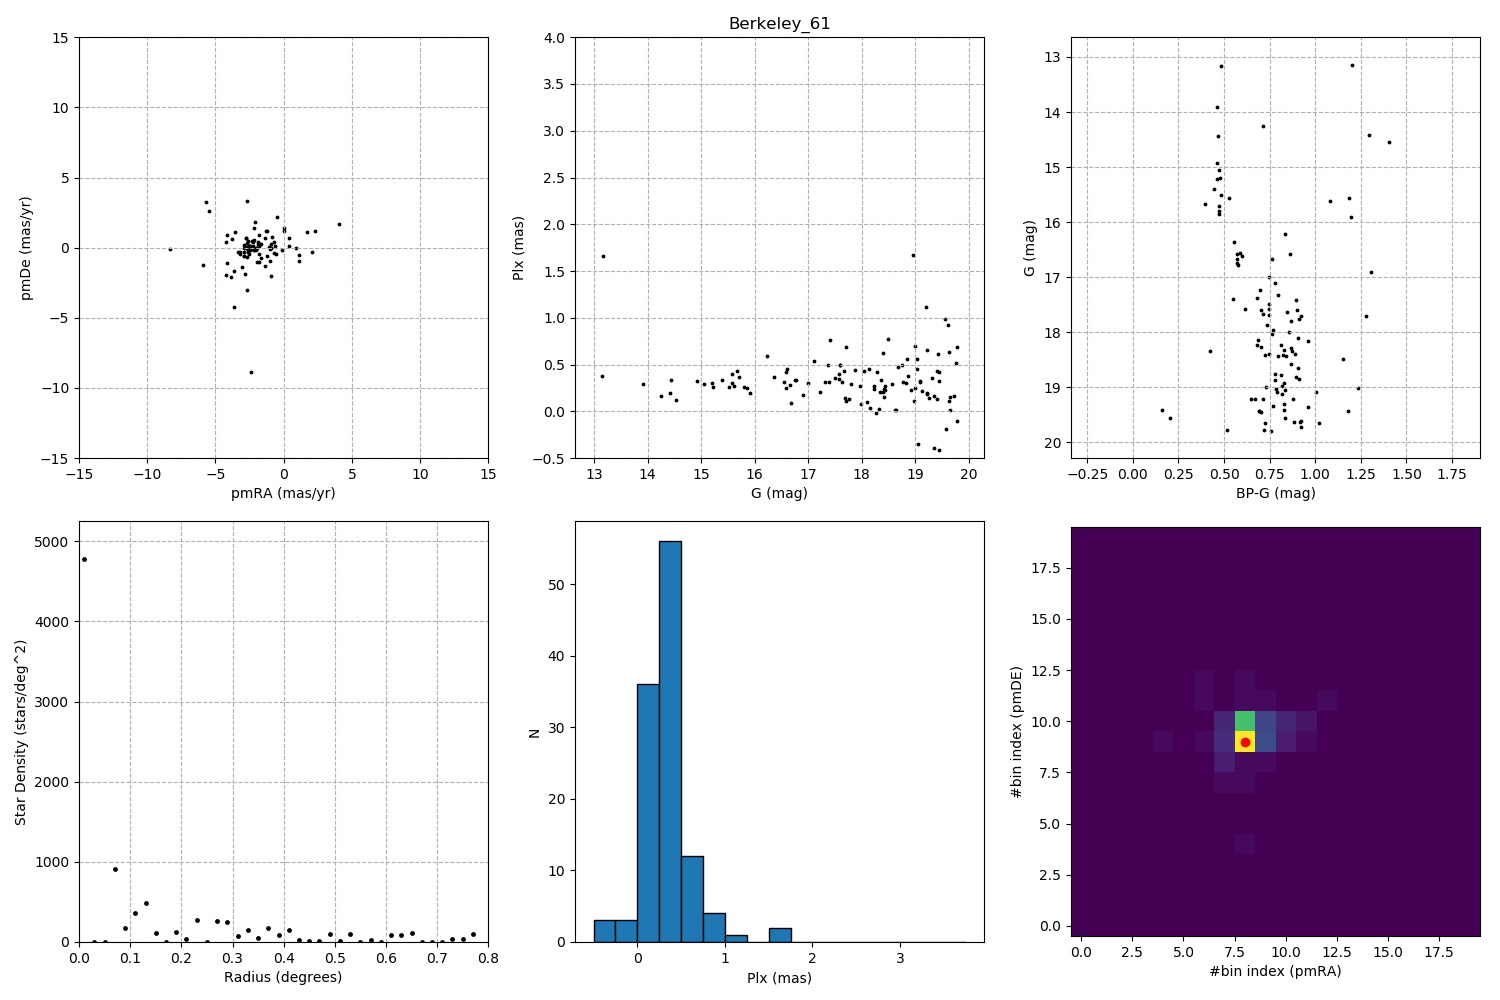 Berkeley_61
15
10
5
0
−5
−10
−15
pmDe (mas/yr)
−15 −10 −5 0 5 10 15
pmRA (mas/yr)
4.0
3.5
3.0
2.5
2.0
1.5
1.0
0.5
0.0
−0.5
Plx (mas)
13 14 15 16 17 18 19 20
G (mag)
13
14
15
16
17
18
19
20
G (mag)
−0.25 0.00 0.25 0.50 0.75 1.00 1.25 1.50 1.75
BP-G (mag)
5000
4000
3000
2000
1000
0
Star Density (stars/deg^2)
0.0 0.1 0.2 0.3 0.4 0.5 0.6 0.7 0.8
Radius (degrees)
50
40
30
20
10
0
N
0 1 2 3
Plx (mas)
17.5
15.0
12.5
10.0
7.5
5.0
2.5
0.0
#bin index (pmDE)
0.0 2.5 5.0 7.5 10.0 12.5 15.0 17.5
#bin index (pmRA)